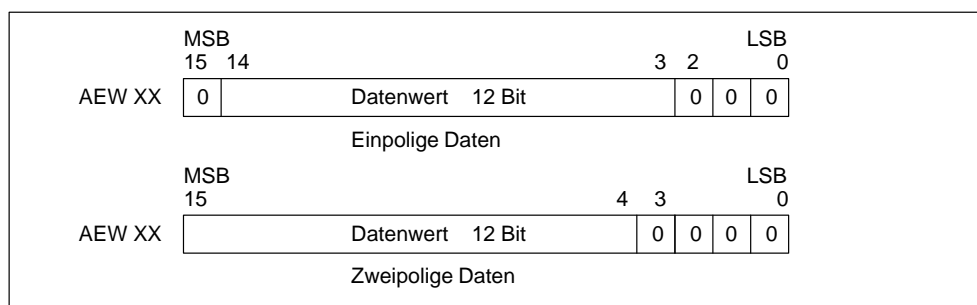 MSB LSB
15 14 3 2 0
AEW XX 0 Datenwert 12 Bit 0 0 0
Einpolige Daten
MSB LSB
15 4 3 0
AEW XX Datenwert 12 Bit 0 0 0 0
Zweipolige Daten